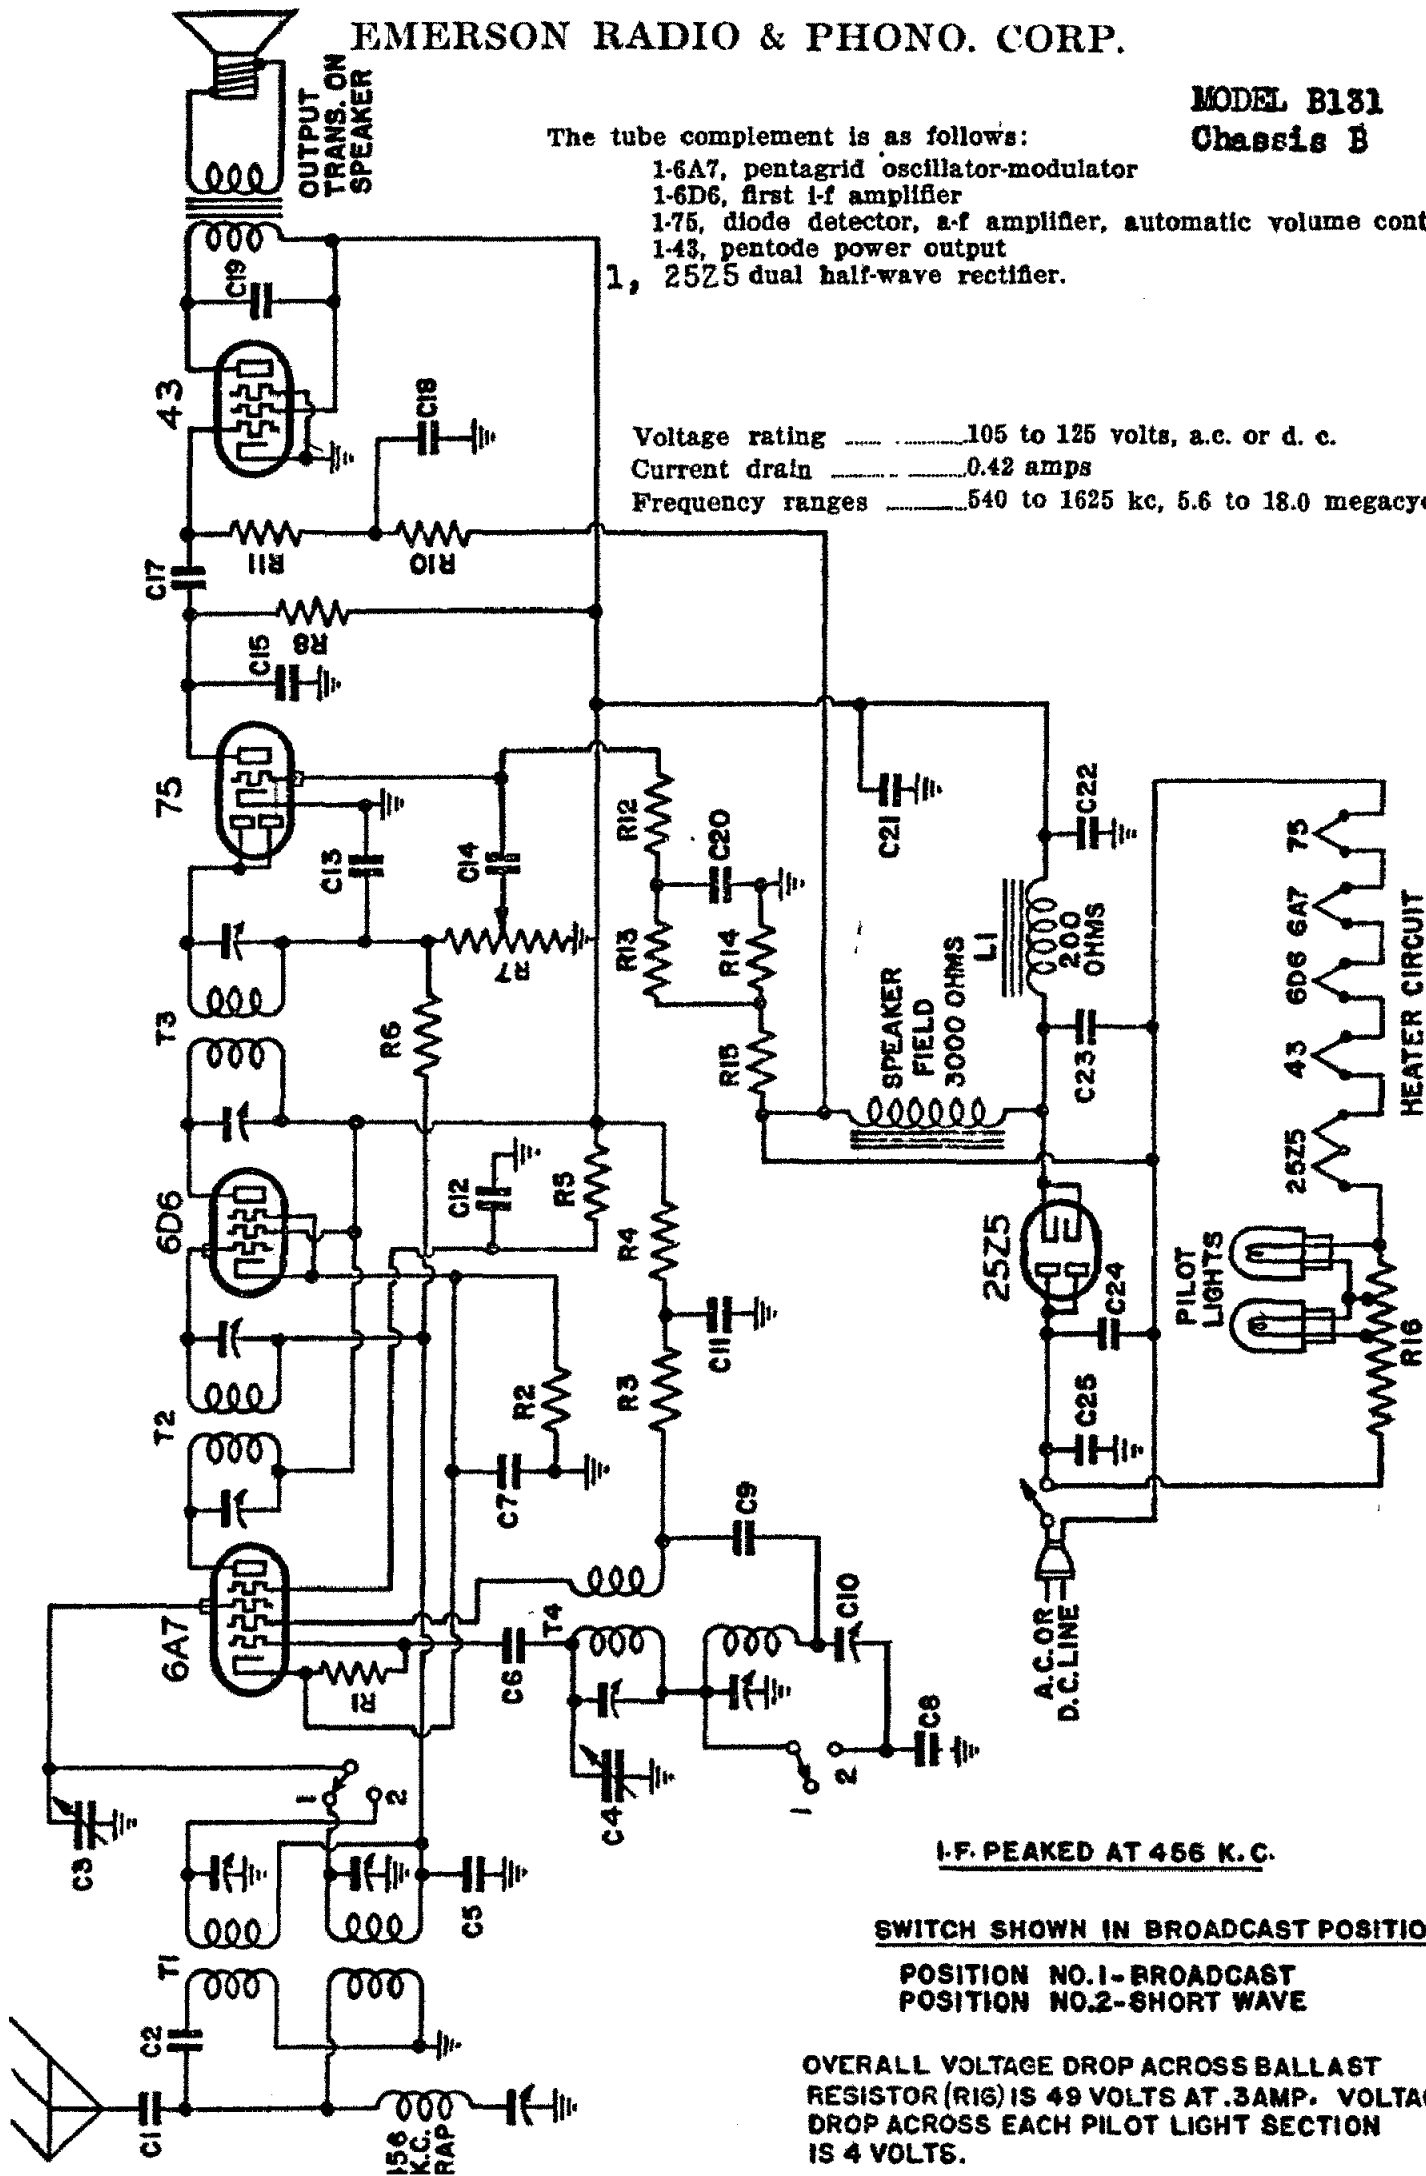 EMERSON RADIO & PHONO. CORP.
MODEL B131
Chassis B
The tube complement is as follows:
1-6A7, pentagrid oscillator-modulator
1-6D6, first i-f amplifier
1-75, diode detector, a-f amplifier, automatic volume cont
1-43, pentode power output
1, 25Z5 dual half-wave rectifier.
Voltage rating ........ 105 to 125 volts, a.c. or d. c.
Current drain ........ 0.42 amps
Frequency ranges ........ 540 to 1625 kc, 5.6 to 18.0 megacy
OUTPUT
TRANS. ON
SPEAKER
C19
43
C18
R11
R10
C17
R8
C15
75
C13
C14
R7
R12
C20
R13
R14
R15
C21
C22
L1
200
OHMS
SPEAKER
FIELD
3000 OHMS
C23
T3
R6
6D6
C12
R5
R4
C11
R3
R2
C7
T2
25Z5
C24
C25
75
6A7
6D6
43
25Z5
HEATER CIRCUIT
PILOT
LIGHTS
R16
6A7
R1
C6
T4
C9
C10
C8
C4
1
2
A.C. OR
D.C. LINE
C3
1
2
C5
T1
C2
C1
456
K.C.
RAP
I.F. PEAKED AT 456 K.C.
SWITCH SHOWN IN BROADCAST POSITIO
POSITION NO.1-BROADCAST
POSITION NO.2-SHORT WAVE
OVERALL VOLTAGE DROP ACROSS BALLAST
RESISTOR (R16) IS 49 VOLTS AT .3AMP. VOLTA
DROP ACROSS EACH PILOT LIGHT SECTION
IS 4 VOLTS.